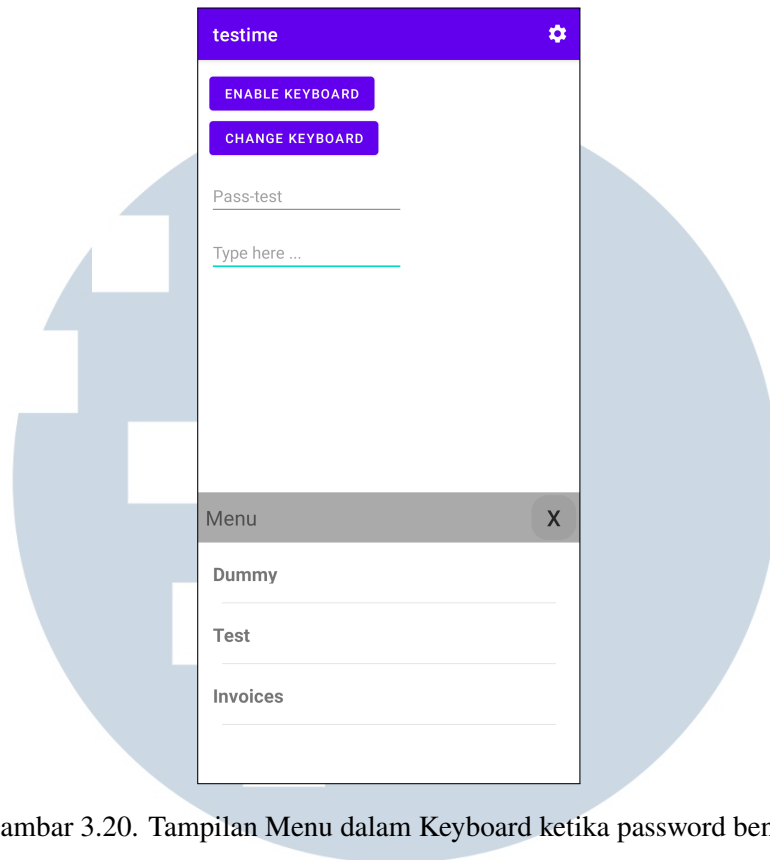 testime
ENABLE KEYBOARD
CHANGE KEYBOARD
Pass-test
Type here ...
Menu X
Dummy
Test
Invoices
ambar 3.20. Tampilan Menu dalam Keyboard ketika password ben